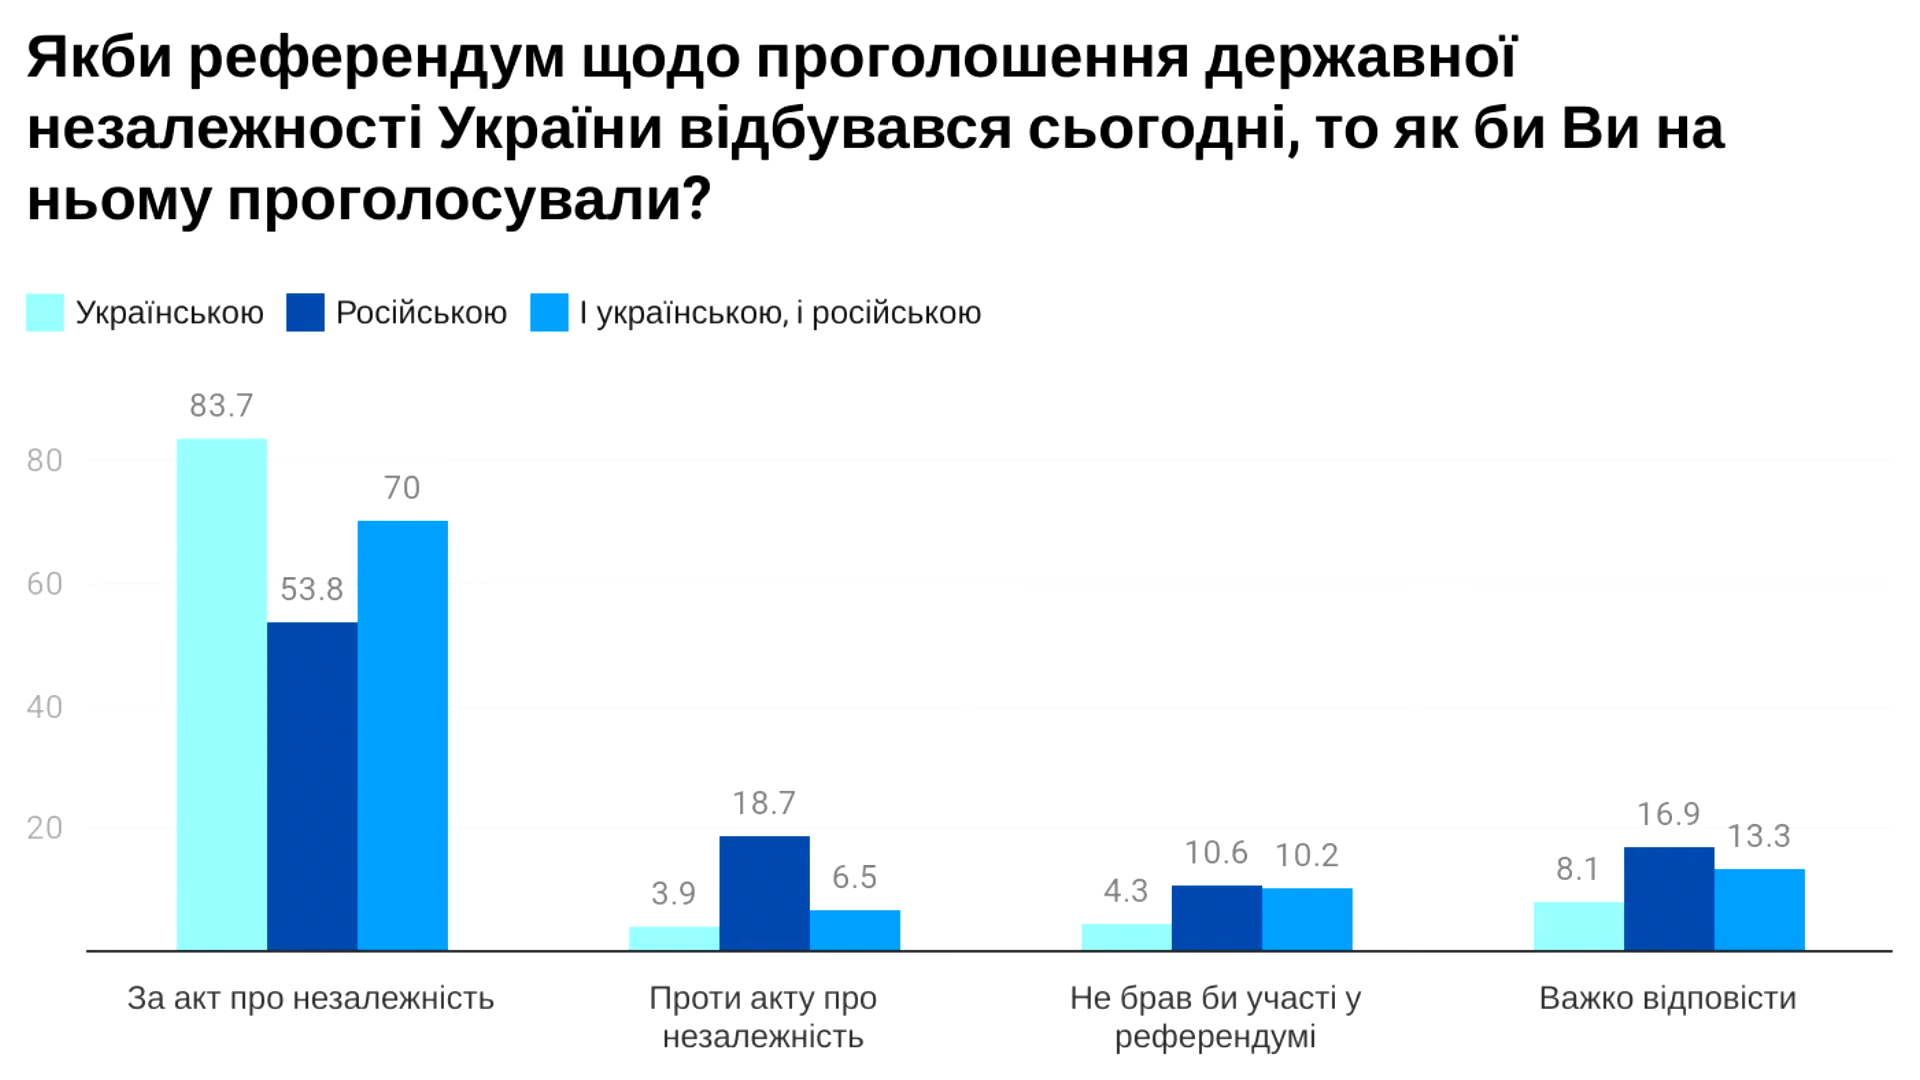 Якби референдум щодо проголошення державної
незалежності України відбувався сьогодні, то як би Ви на
ньому проголосували?
Українською Російською І українською, і російською
83.7
80
70
60
53.8
40
20
18.7
16.9
13.3
10.6 10.2
8.1
6.5
4.3
3.9
За акт про незалежність
Проти акту про
незалежність
Не брав би участі у
референдумі
Важко відповісти